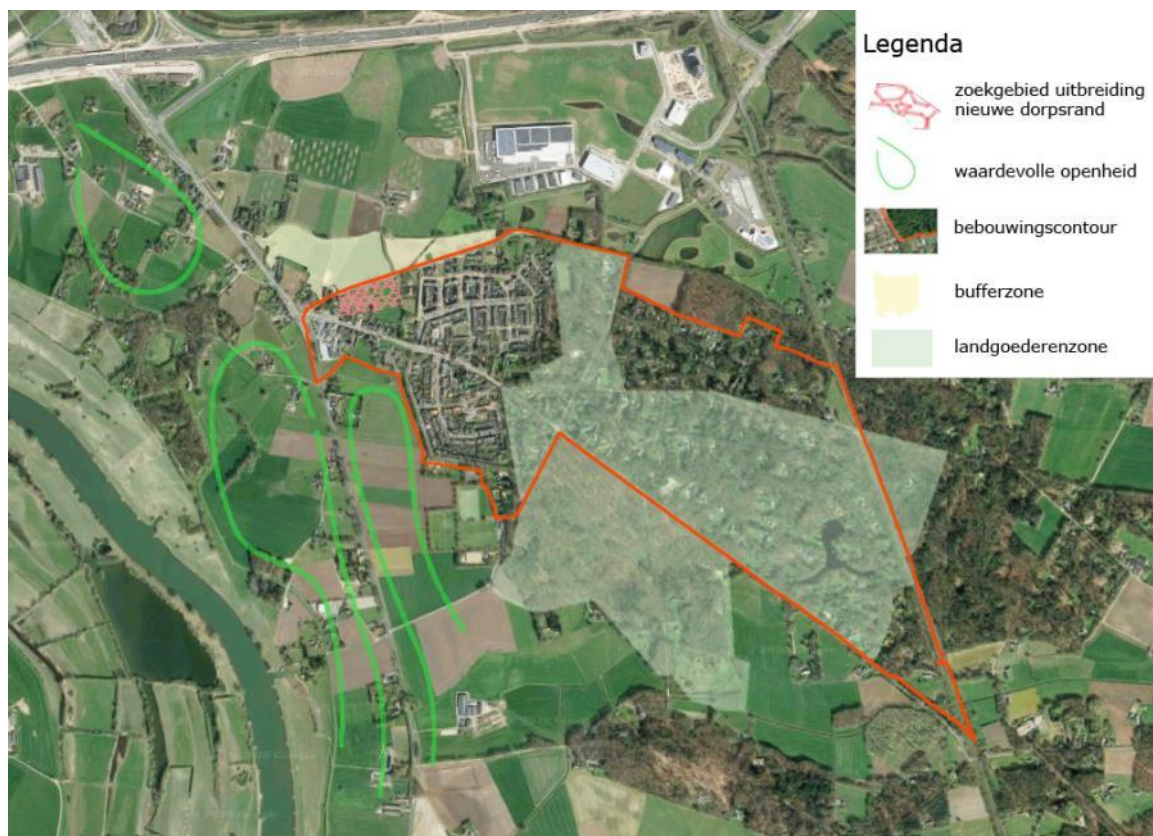 Legenda
zoekgebied uitbreiding
nieuwe dorpsrand
waardevolle openheid
bebouwingscontour
bufferzone
landgoederenzone